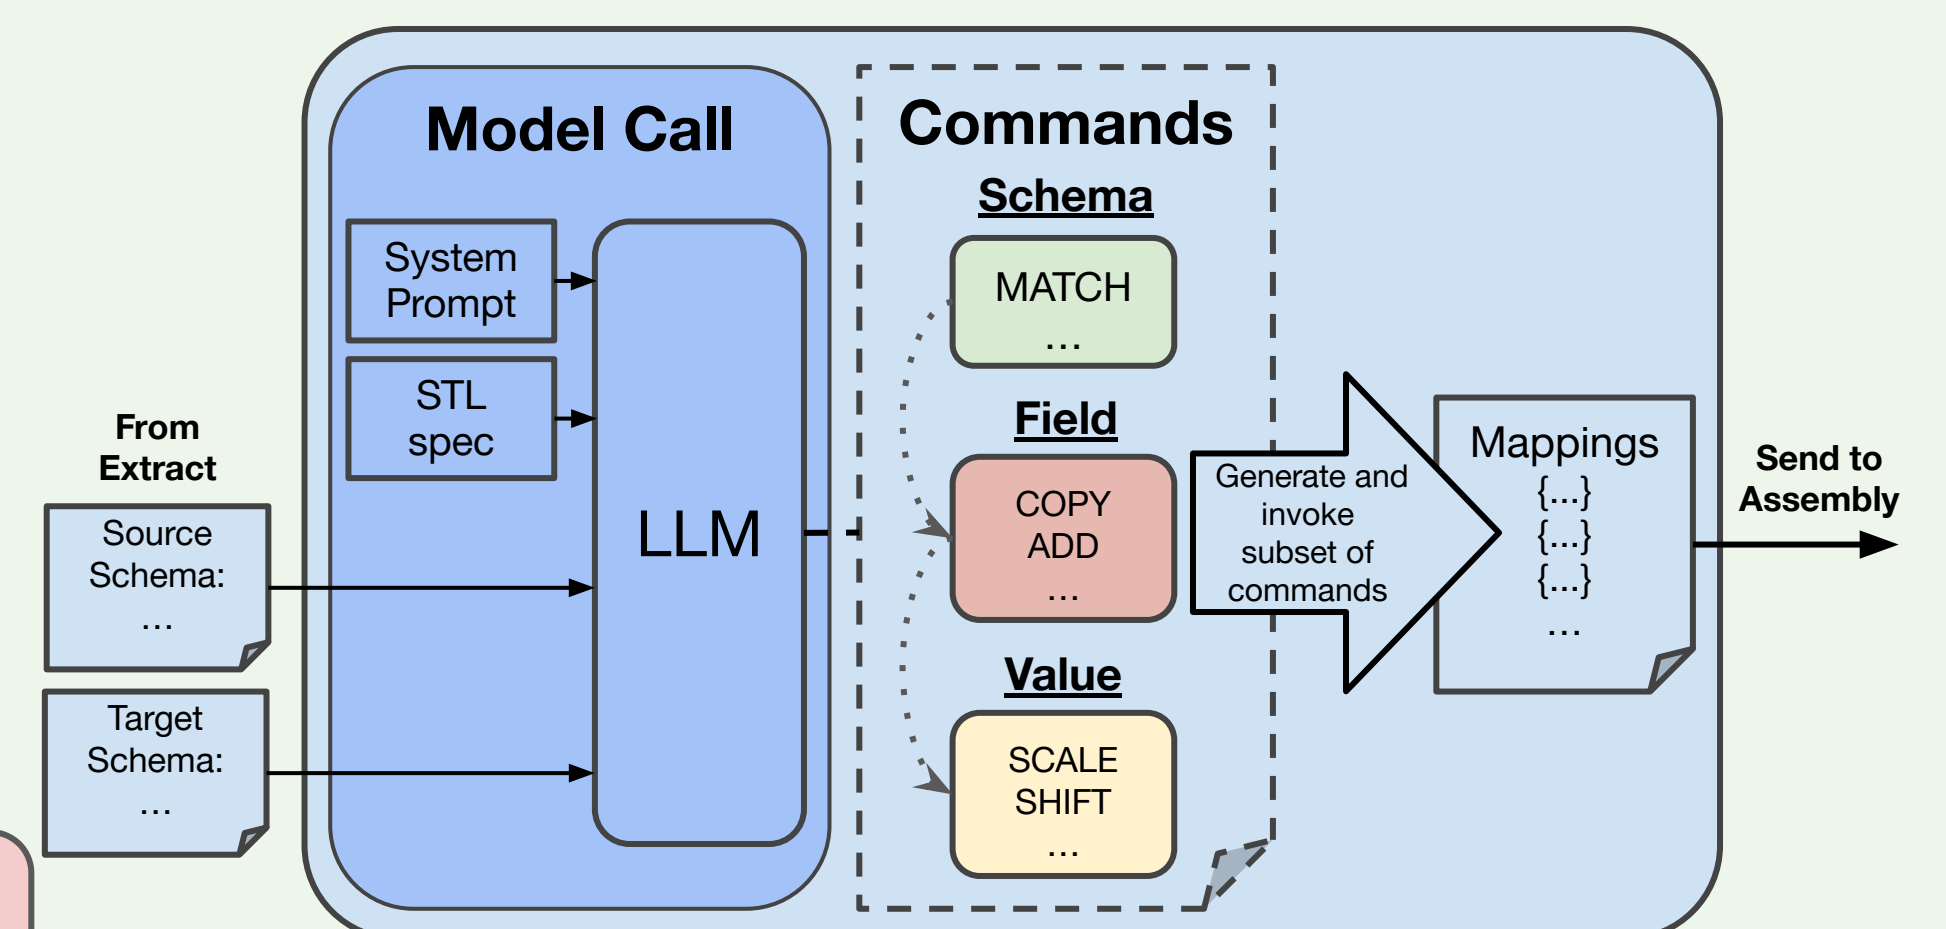 Model Call
System
Prompt
STL
spec
LLM
From
Extract
Source
Schema:
...
Target
Schema:
...
Commands
Schema
MATCH
...
Field
COPY
ADD
...
Value
SCALE
SHIFT
...
Generate and
invoke
subset of
commands
Mappings
{...}
{...}
{...}
...
Send to
Assembly